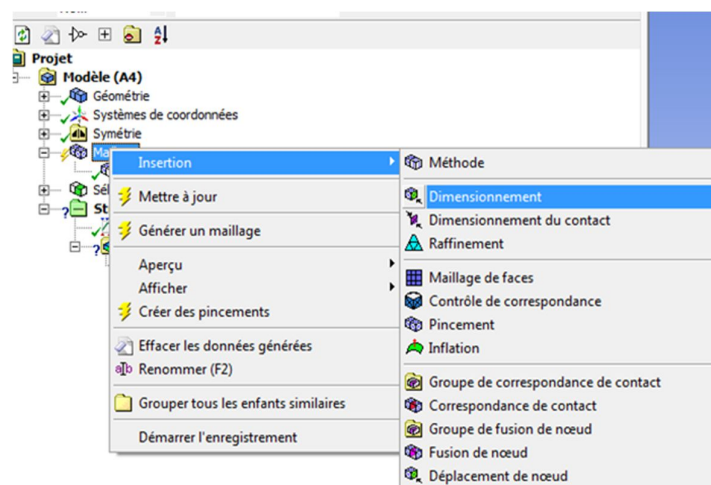 Projet
Modèle (A4)
Géométrie
Systèmes de coordonnées
Symétrie
Insertion
Mettre à jour
Générer un maillage
Aperçu
Afficher
Créer des pincements
Effacer les données générées
Renommer (F2)
Grouper tous les enfants similaires
Démarrer l'enregistrement
Méthode
Dimensionnement
Dimensionnement du contact
Raffinement
Maillage de faces
Contrôle de correspondance
Pincement
Inflation
Groupe de correspondance de contact
Correspondance de contact
Groupe de fusion de nœud
Fusion de nœud
Déplacement de nœud